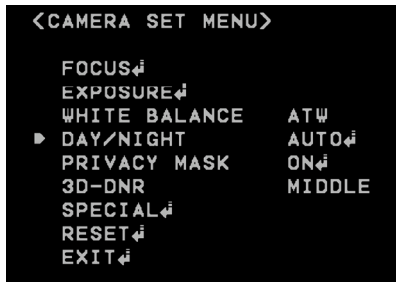 <CAMERA SET MENU>
FOCUS↲
EXPOSURE↲
WHITE BALANCE ATW
DAY/NIGHT AUTO↲
PRIVACY MASK ON↲
3D-DNR MIDDLE
SPECIAL↲
RESET↲
EXIT↲